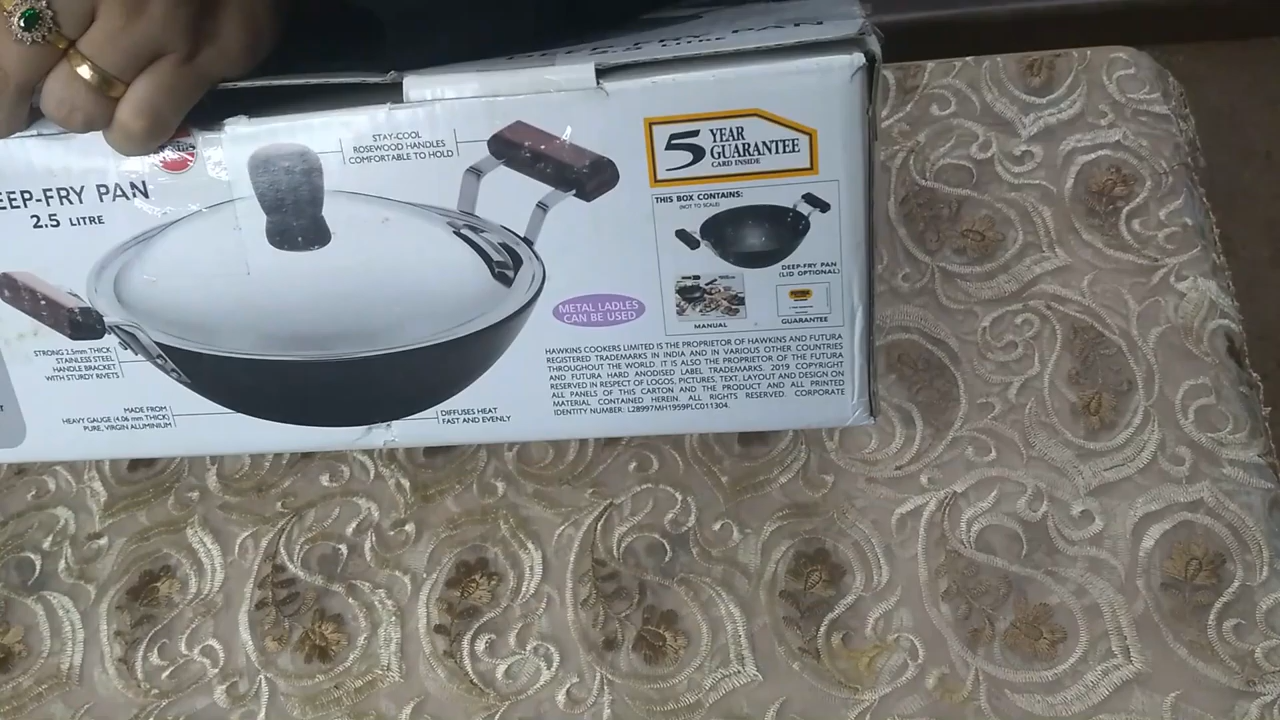 DEEP-FRY PAN
2.5 LITRE
STAY-COOL
ROSEWOOD HANDLES
COMFORTABLE TO HOLD
EEP-FRY PAN
2.5 LITRE
5 YEAR
GUARANTEE
CARD INSIDE
THIS BOX CONTAINS:
(NOT TO SCALE)
DEEP-FRY PAN
(LID OPTIONAL)
MANUAL
GUARANTEE
METAL LADLES
CAN BE USED
STRONG 2.5mm THICK
STAINLESS STEEL
HANDLE BRACKET
WITH STURDY RIVETS
MADE FROM
HEAVY GAUGE (4.06 mm THICK)
PURE, VIRGIN ALUMINIUM
DIFFUSES HEAT
FAST AND EVENLY
HAWKINS COOKERS LIMITED IS THE PROPRIETOR OF HAWKINS AND FUTURA
REGISTERED TRADEMARKS IN INDIA AND IN VARIOUS OTHER COUNTRIES
THROUGHOUT THE WORLD. IT IS ALSO THE PROPRIETOR OF THE FUTURA
AND FUTURA HARD ANODISED LABEL TRADEMARKS. 2019 COPYRIGHT
RESERVED IN RESPECT OF LOGOS, PICTURES, TEXT, LAYOUT AND DESIGN ON
ALL PANELS OF THIS CARTON AND THE PRODUCT AND ALL PRINTED
MATERIAL CONTAINED HEREIN. ALL RIGHTS RESERVED. CORPORATE
IDENTITY NUMBER: L28997MH1959PLC011304.